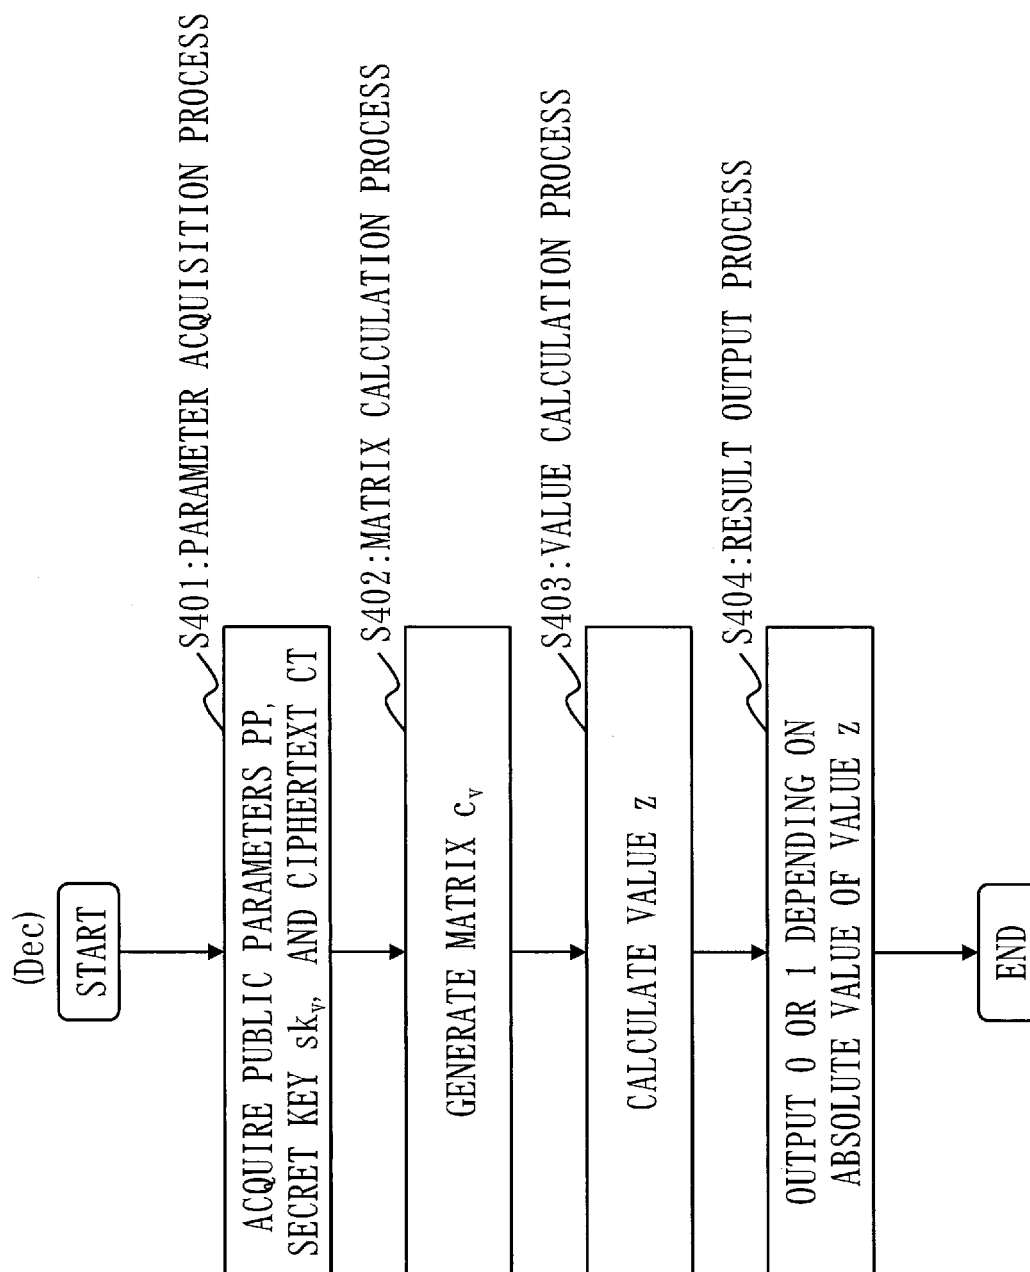 (Dec)
START
S401:PARAMETER ACQUISITION PROCESS
ACQUIRE PUBLIC PARAMETERS PP,
SECRET KEY skv, AND CIPHERTEXT CT
S402:MATRIX CALCULATION PROCESS
GENERATE MATRIX cv
S403:VALUE CALCULATION PROCESS
CALCULATE VALUE z
S404:RESULT OUTPUT PROCESS
OUTPUT 0 OR 1 DEPENDING ON
ABSOLUTE VALUE OF VALUE z
END